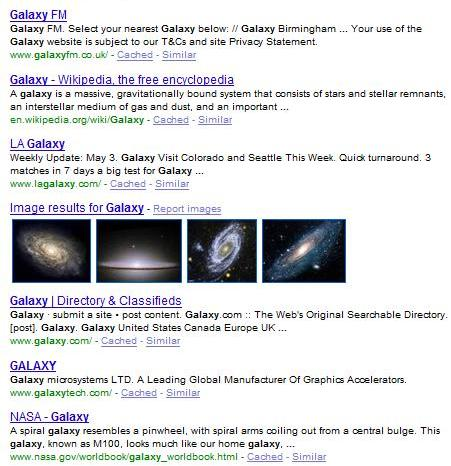 Galaxy FM
Galaxy FM. Select your nearest Galaxy below: // Galaxy Birmingham ... Your use of the
Galaxy website is subject to our T&Cs and site Privacy Statement.
www.galaxyfm.co.uk/ - Cached - Similar
Galaxy - Wikipedia, the free encyclopedia
A galaxy is a massive, gravitationally bound system that consists of stars and stellar remnants,
an interstellar medium of gas and dust, and an important ...
en.wikipedia.org/wiki/Galaxy - Cached - Similar
LA Galaxy
Weekly Update: May 3. Galaxy Visit Colorado and Seattle This Week. Quick turnaround. 3
matches in 7 days a big test for Galaxy ...
www.lagalaxy.com/ - Cached - Similar
Image results for Galaxy - Report images
Galaxy | Directory & Classifieds
Galaxy · submit a site • post content. Galaxy.com :: The Web's Original Searchable Directory.
[post]. Galaxy. Galaxy United States Canada Europe UK ...
www.galaxy.com/ - Cached - Similar
GALAXY
Galaxy microsystems LTD. A Leading Global Manufacturer Of Graphics Accelerators.
www.galaxytech.com/ - Cached - Similar
NASA - Galaxy
A spiral galaxy resembles a pinwheel, with spiral arms coiling out from a central bulge. This
galaxy, known as M100, looks much like our home galaxy, ...
www.nasa.gov/worldbook/galaxy_worldbook.html - Cached - Similar